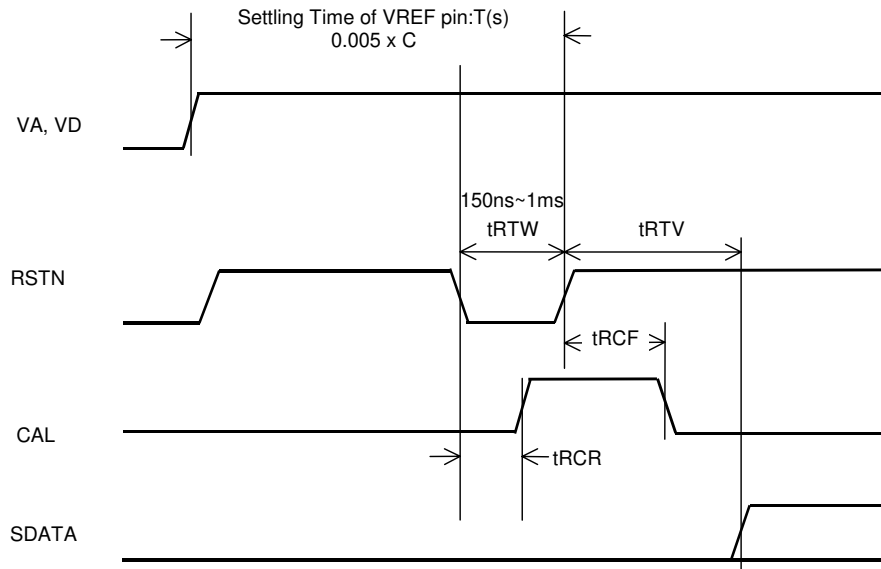 Settling Time of VREF pin:T(s)
0.005 x C
VA, VD
150ns~1ms
tRTW
tRTV
RSTN
tRCF
CAL
tRCR
SDATA